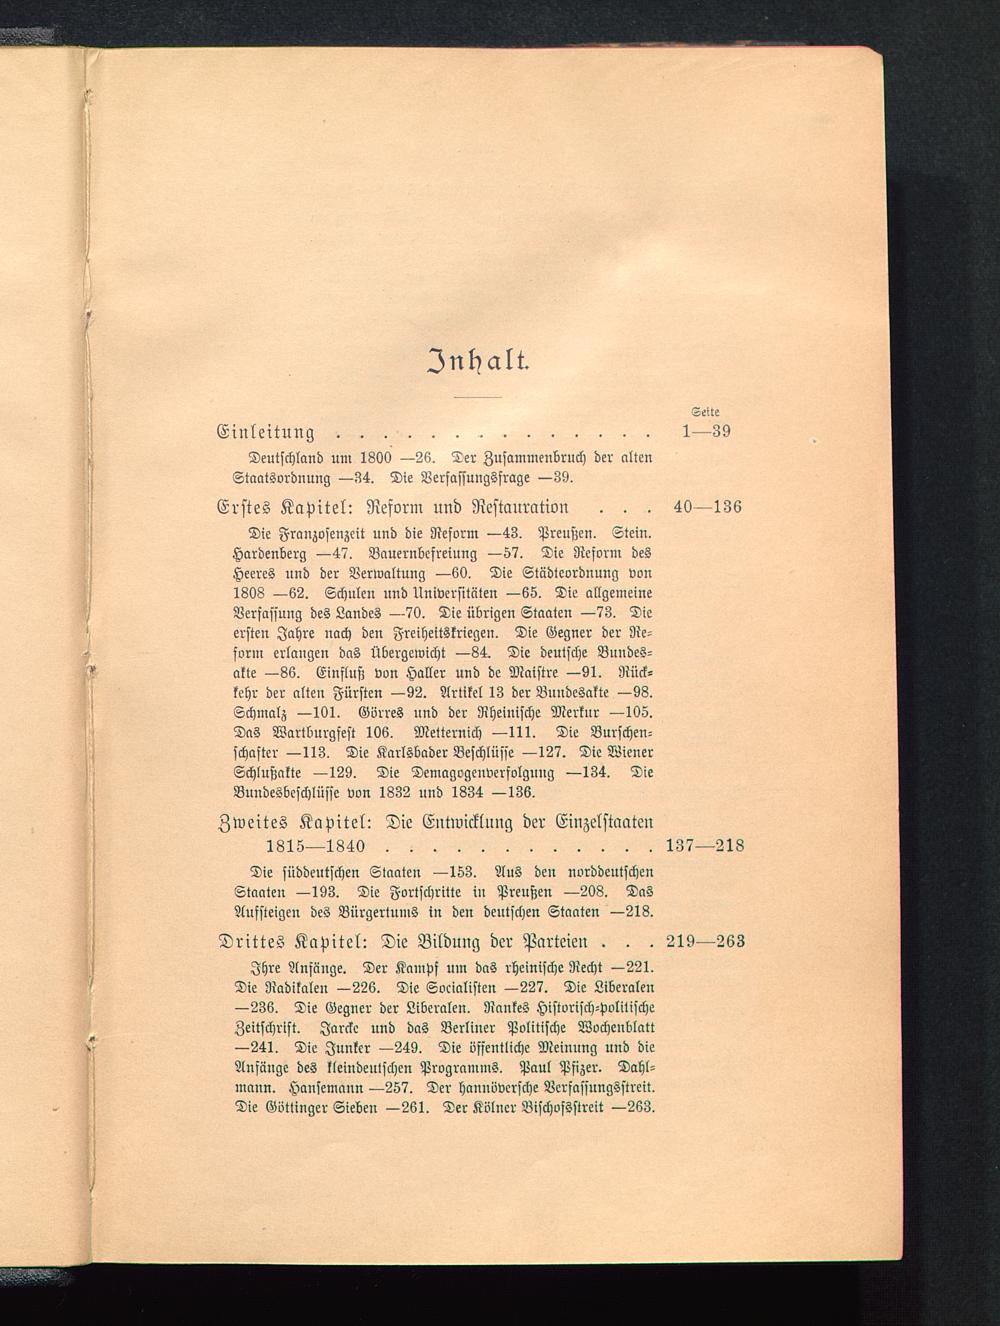 Inhalt.
Seite
Einleitung . . . . . . . . . . . . . . 1—39
Deutschland um 1800 —26. Der Zusammenbruch der alten
Staatsordnung —34. Die Verfassungsfrage —39.
Erstes Kapitel: Reform und Restauration . . . 40—136
Die Franzosenzeit und die Reform —43. Preußen. Stein.
Hardenberg —47. Bauernbefreiung —57. Die Reform des
Heeres und der Verwaltung —60. Die Städteordnung von
1808 —62. Schulen und Universitäten —65. Die allgemeine
Verfassung des Landes —70. Die übrigen Staaten —73. Die
ersten Jahre nach den Freiheitskriegen. Die Gegner der Re=
form erlangen das Übergewicht —84. Die deutsche Bundes=
akte —86. Einfluß von Haller und de Maistre —91. Rück=
kehr der alten Fürsten —92. Artikel 13 der Bundesakte —98.
Schmalz —101. Görres und der Rheinische Merkur —105.
Das Wartburgfest 106. Metternich —111. Die Burschen=
schafter —113. Die Karlsbader Beschlüsse —127. Die Wiener
Schlußakte —129. Die Demagogenverfolgung —134. Die
Bundesbeschlüsse von 1832 und 1834 —136.
Zweites Kapitel: Die Entwicklung der Einzelstaaten
1815—1840 . . . . . . . . . . . . 137—218
Die süddeutschen Staaten —153. Aus den norddeutschen
Staaten —193. Die Fortschritte in Preußen —208. Das
Aufsteigen des Bürgertums in den deutschen Staaten —218.
Drittes Kapitel: Die Bildung der Parteien . . . 219—263
Ihre Anfänge. Der Kampf um das rheinische Recht —221.
Die Radikalen —226. Die Socialisten —227. Die Liberalen
—236. Die Gegner der Liberalen. Rankes Historisch=politische
Zeitschrift. Jarcke und das Berliner Politische Wochenblatt
—241. Die Junker —249. Die öffentliche Meinung und die
Anfänge des kleindeutschen Programms. Paul Pfizer. Dahl=
mann. Hansemann —257. Der hannöversche Verfassungsstreit.
Die Göttinger Sieben —261. Der Kölner Bischofsstreit —263.